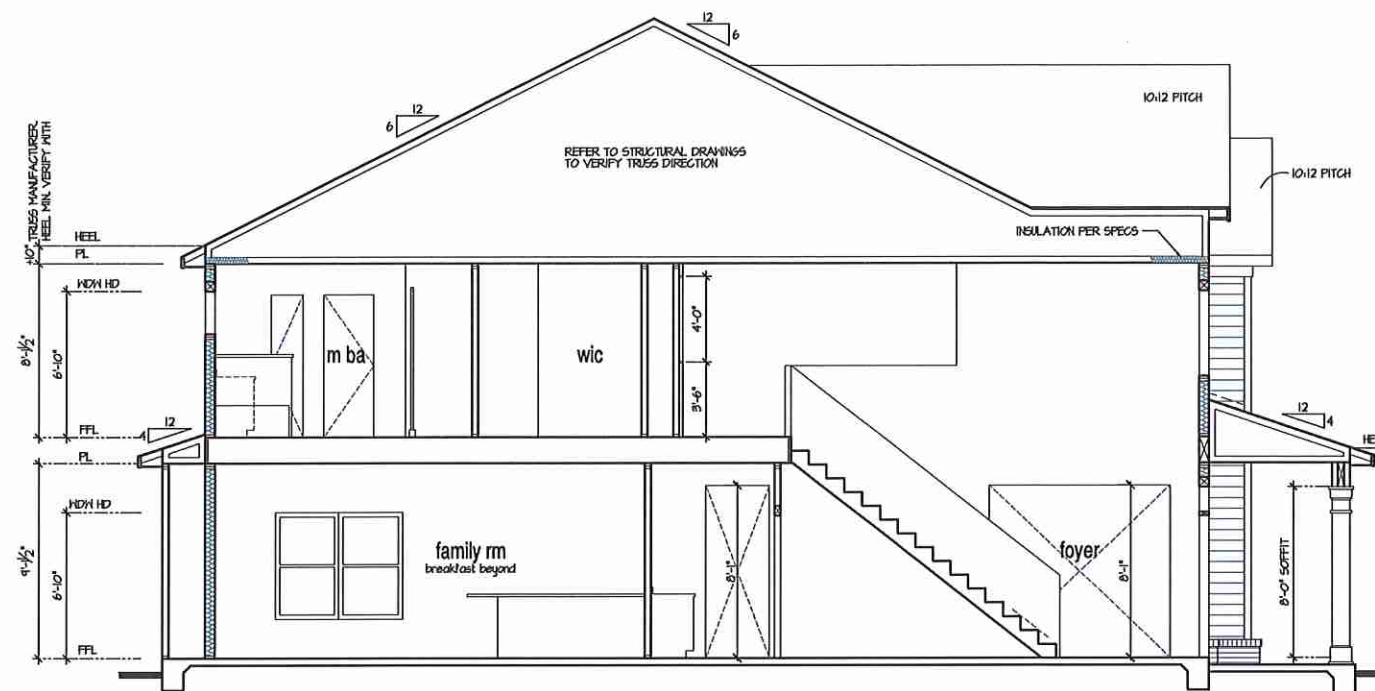 12
6
10:12 PITCH
12
6
REFER TO STRUCTURAL DRAWINGS
TO VERIFY TRUSS DIRECTION
10:12 PITCH
TRUSS MANUFACTURER.
HEEL MIN. VERIFY WITH
±10"
HEEL
PL
INSULATION PER SPECS
WDW HD
8'-1½"
6'-10"
m ba
wic
4'-0"
3'-6"
12
4
FFL
12
4
HE
PL
WDW HD
9'-1½"
6'-10"
family rm
breakfast beyond
8'-1"
foyer
8'-1"
8'-0" SOFFIT
FFL